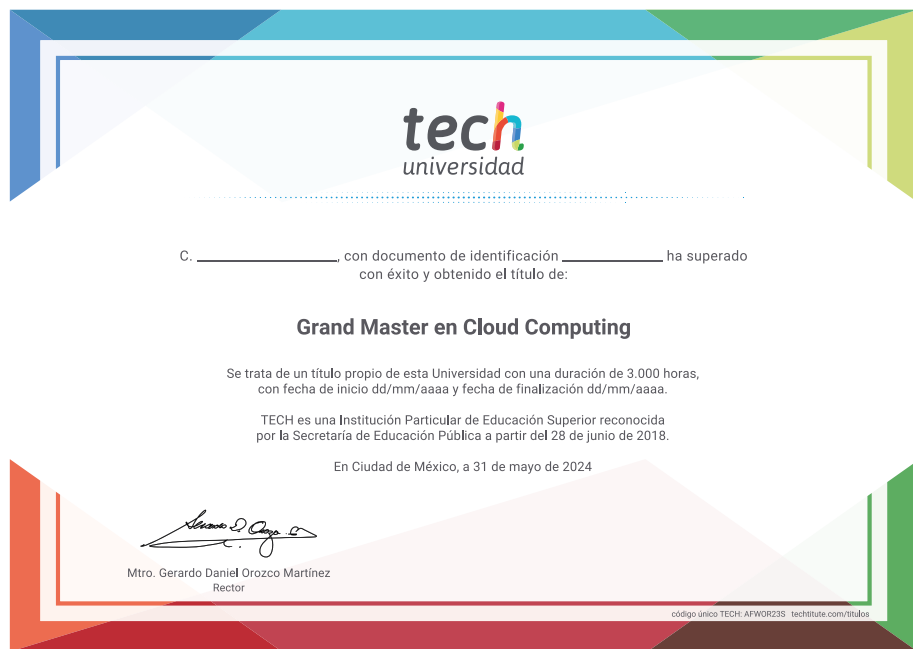 tech
universidad
C. ____________, con documento de identificación ____________ ha superado
con éxito y obtenido el título de:
Grand Master en Cloud Computing
Se trata de un título propio de esta Universidad con una duración de 3.000 horas,
con fecha de inicio dd/mm/aaaa y fecha de finalización dd/mm/aaaa.
TECH es una Institución Particular de Educación Superior reconocida
por la Secretaría de Educación Pública a partir del 28 de junio de 2018.
En Ciudad de México, a 31 de mayo de 2024
Mtro. Gerardo Daniel Orozco Martínez
Rector
código único TECH: AFWOR23S techtitute.com/titulos